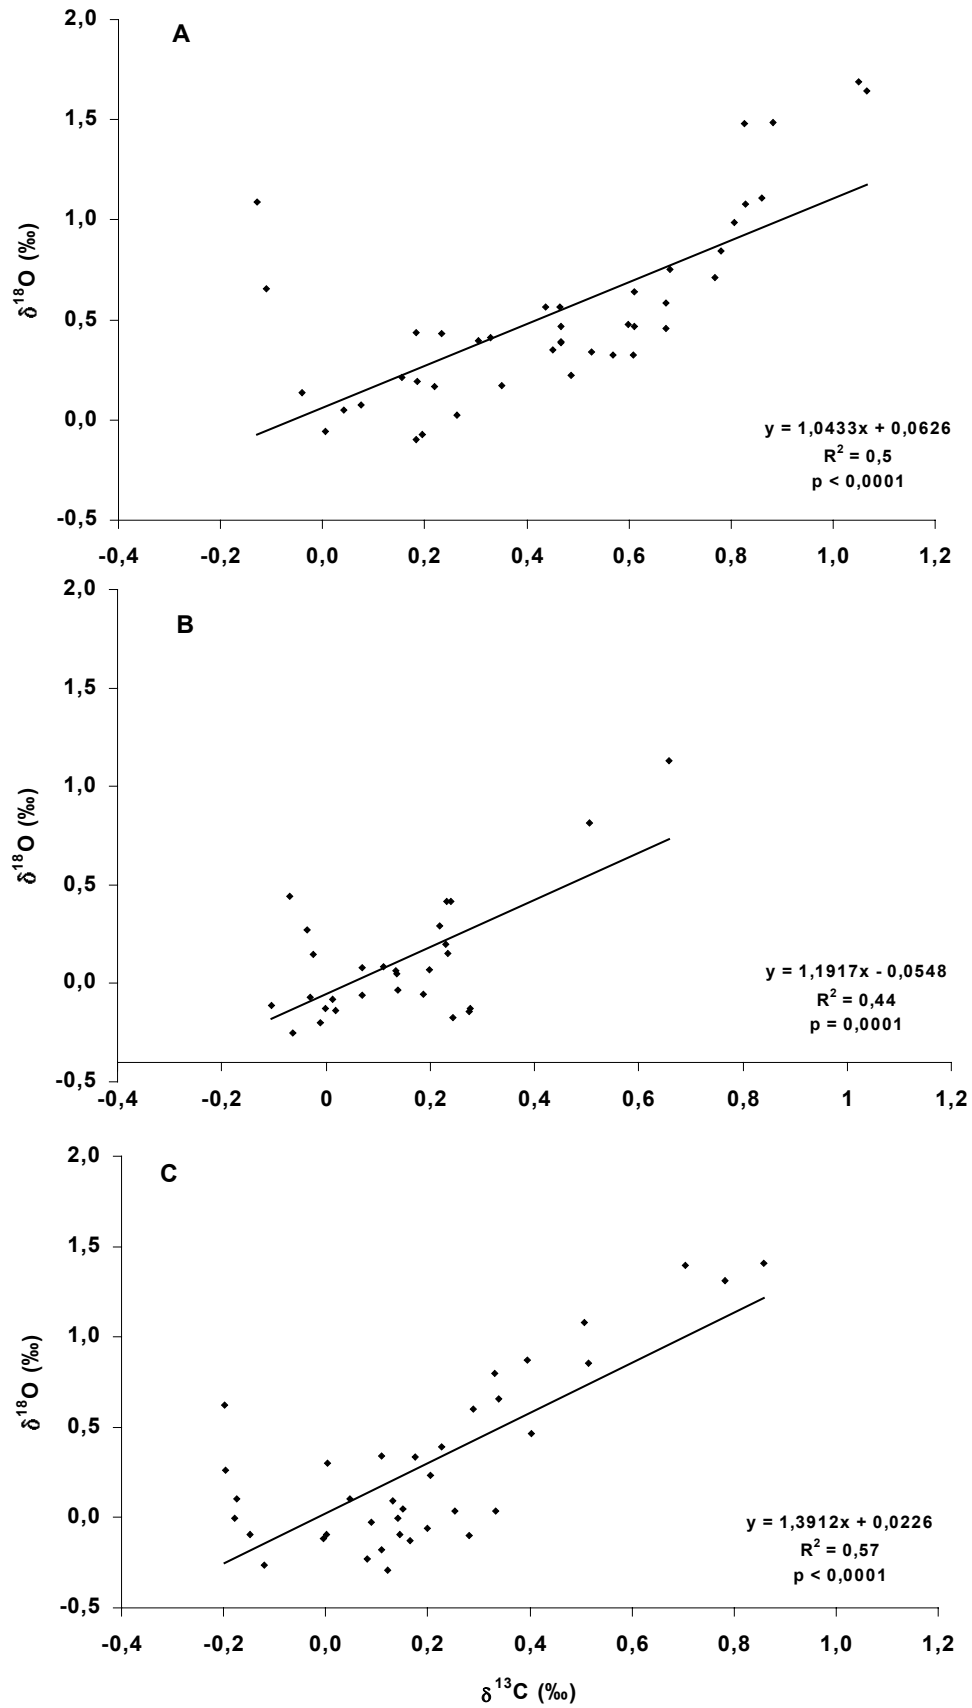 A
2,0
1,5
1,0
0,5
0,0
-0,5
δ18O (‰)
y = 1,0433x + 0,0626
R2 = 0,5
p < 0,0001
-0,4 -0,2 0,0 0,2 0,4 0,6 0,8 1,0 1,2
B
2,0
1,5
1,0
0,5
0,0
-0,5
δ18O (‰)
y = 1,1917x - 0,0548
R2 = 0,44
p = 0,0001
-0,4 -0,2 0 0,2 0,4 0,6 0,8 1 1,2
C
2,0
1,5
1,0
0,5
0,0
-0,5
δ18O (‰)
y = 1,3912x + 0,0226
R2 = 0,57
p < 0,0001
-0,4 -0,2 0,0 0,2 0,4 0,6 0,8 1,0 1,2
δ13C (‰)